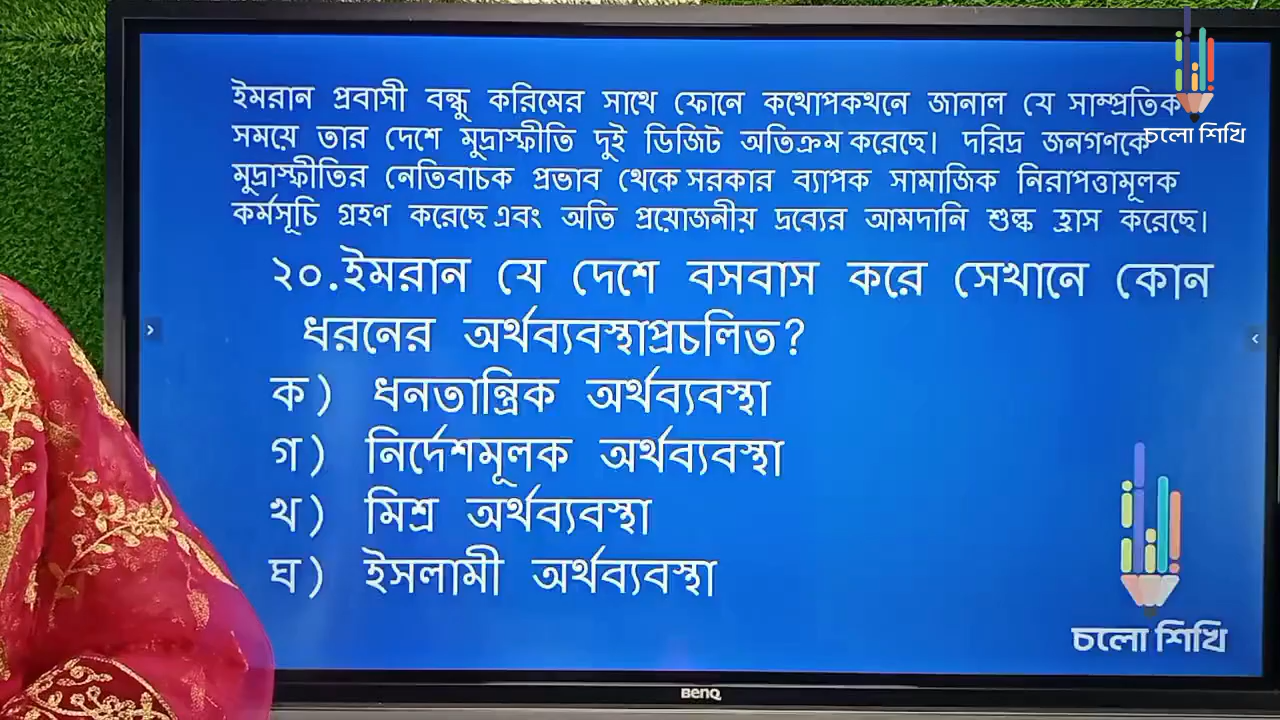 ইমরান প্রবাসী বন্ধু করিমের সাথে ফোনে কথোপকথনে জানাল যে সাম্প্রতিক
সময়ে তার দেশে মুদ্রাস্ফীতি দুই ডিজিট অতিক্রম করেছে। দরিদ্র জনগণকে
মুদ্রাস্ফীতির নেতিবাচক প্রভাব থেকে সরকার ব্যাপক সামাজিক নিরাপত্তামূলক
কর্মসূচি গ্রহণ করেছে এবং অতি প্রয়োজনীয় দ্রব্যের আমদানি শুল্ক হ্রাস করেছে।
২০.ইমরান যে দেশে বসবাস করে সেখানে কোন
ধরনের অর্থব্যবস্থাপ্রচলিত?
ক) ধনতান্ত্রিক অর্থব্যবস্থা
গ) নির্দেশমূলক অর্থব্যবস্থা
খ) মিশ্র অর্থব্যবস্থা
ঘ) ইসলামী অর্থব্যবস্থা
চলো শিখি
চলো শিখি
BenQ